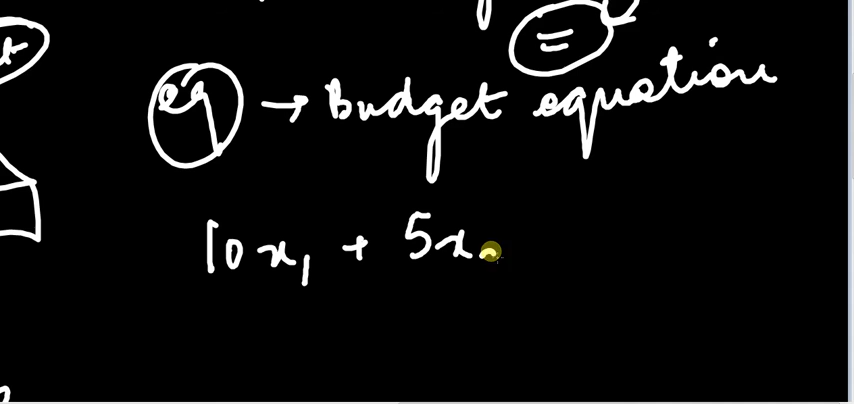 =
eq → Budget equation
10x₁ + 5x